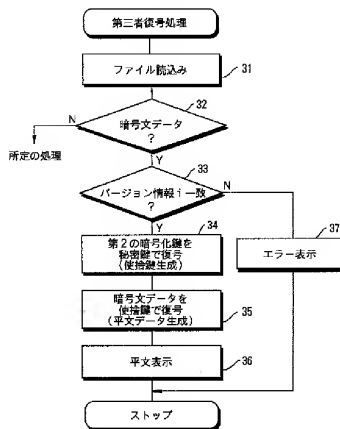 第三者復号処理
ファイル読込み
31
32
暗号文データ
?
N
所定の処理
Y
33
バージョン情報i一数
?
N
Y
34
第2の暗号化鍵を
秘密鍵で復号
(使捨鍵生成)
37
エラー表示
暗号文データを
使捨鍵で復号
(平文データ生成)
35
平文表示
36
ストップ